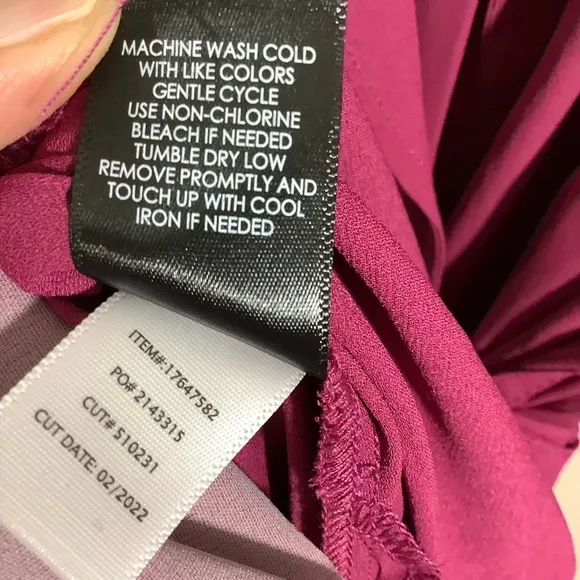 MACHINE WASH COLD
WITH LIKE COLORS
GENTLE CYCLE
USE NON-CHLORINE
BLEACH IF NEEDED
TUMBLE DRY LOW
REMOVE PROMPTLY AND
TOUCH UP WITH COOL
IRON IF NEEDED
ITEM#: 17647582
PO# 2143315
CUT# 510231
CUT DATE: 02/2022